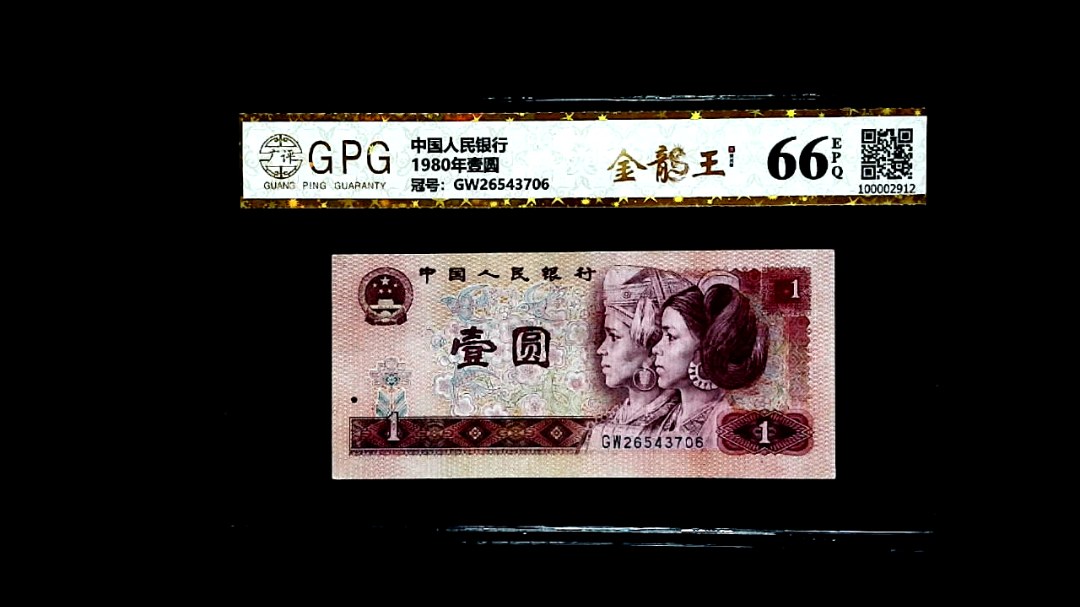 广评
GPG
GUANG PING GUARANTY
中国人民银行
1980年壹圆
冠号：GW26543706
金龍王
66
EPQ
100002912
中国人民银行
1
壹圆
1
GW26543706
1